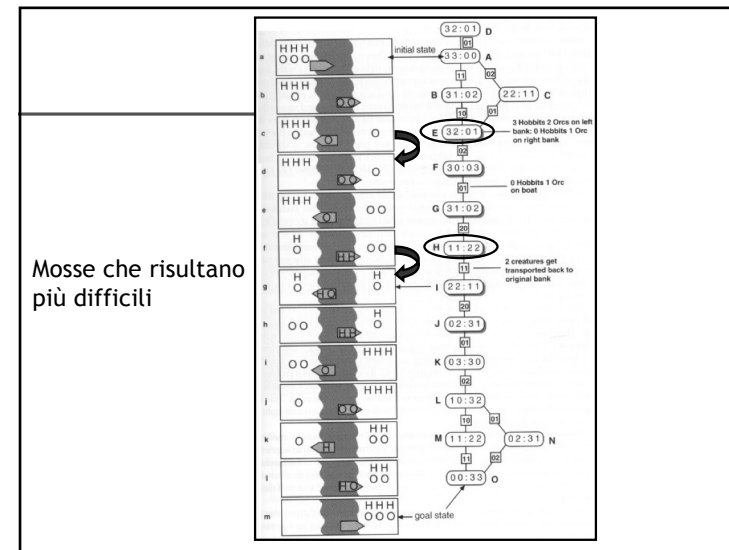 Mosse che risultano
più difficili
a
H H H
O O O
b
H H H
O O O
c
H H H
O O O
d
H H H
O O O
e
H H H
O O O
f
H
O H H O O
g
H H
O H O O
h
H
O O H H O
i
H H H
O O O
j
H H H
O O O
k
H H
O H O O
l
H H
H O O O
m
H H H
O O O
initial state
goal state
32:01 D
01
33:00 A
11 02
B 31:02 22:11 C
10 01
E 32:01
3 Hobbits 2 Orcs on left
bank: 0 Hobbits 1 Orc
on right bank
02
F 30:03
01
0 Hobbits 1 Orc
on boat
G 31:02
20
H 11:22
11
2 creatures get
transported back to
original bank
I 22:11
20
J 02:31
01
K 03:30
02
L 10:32
10 01
M 11:22 02:31 N
11 02
00:33 O